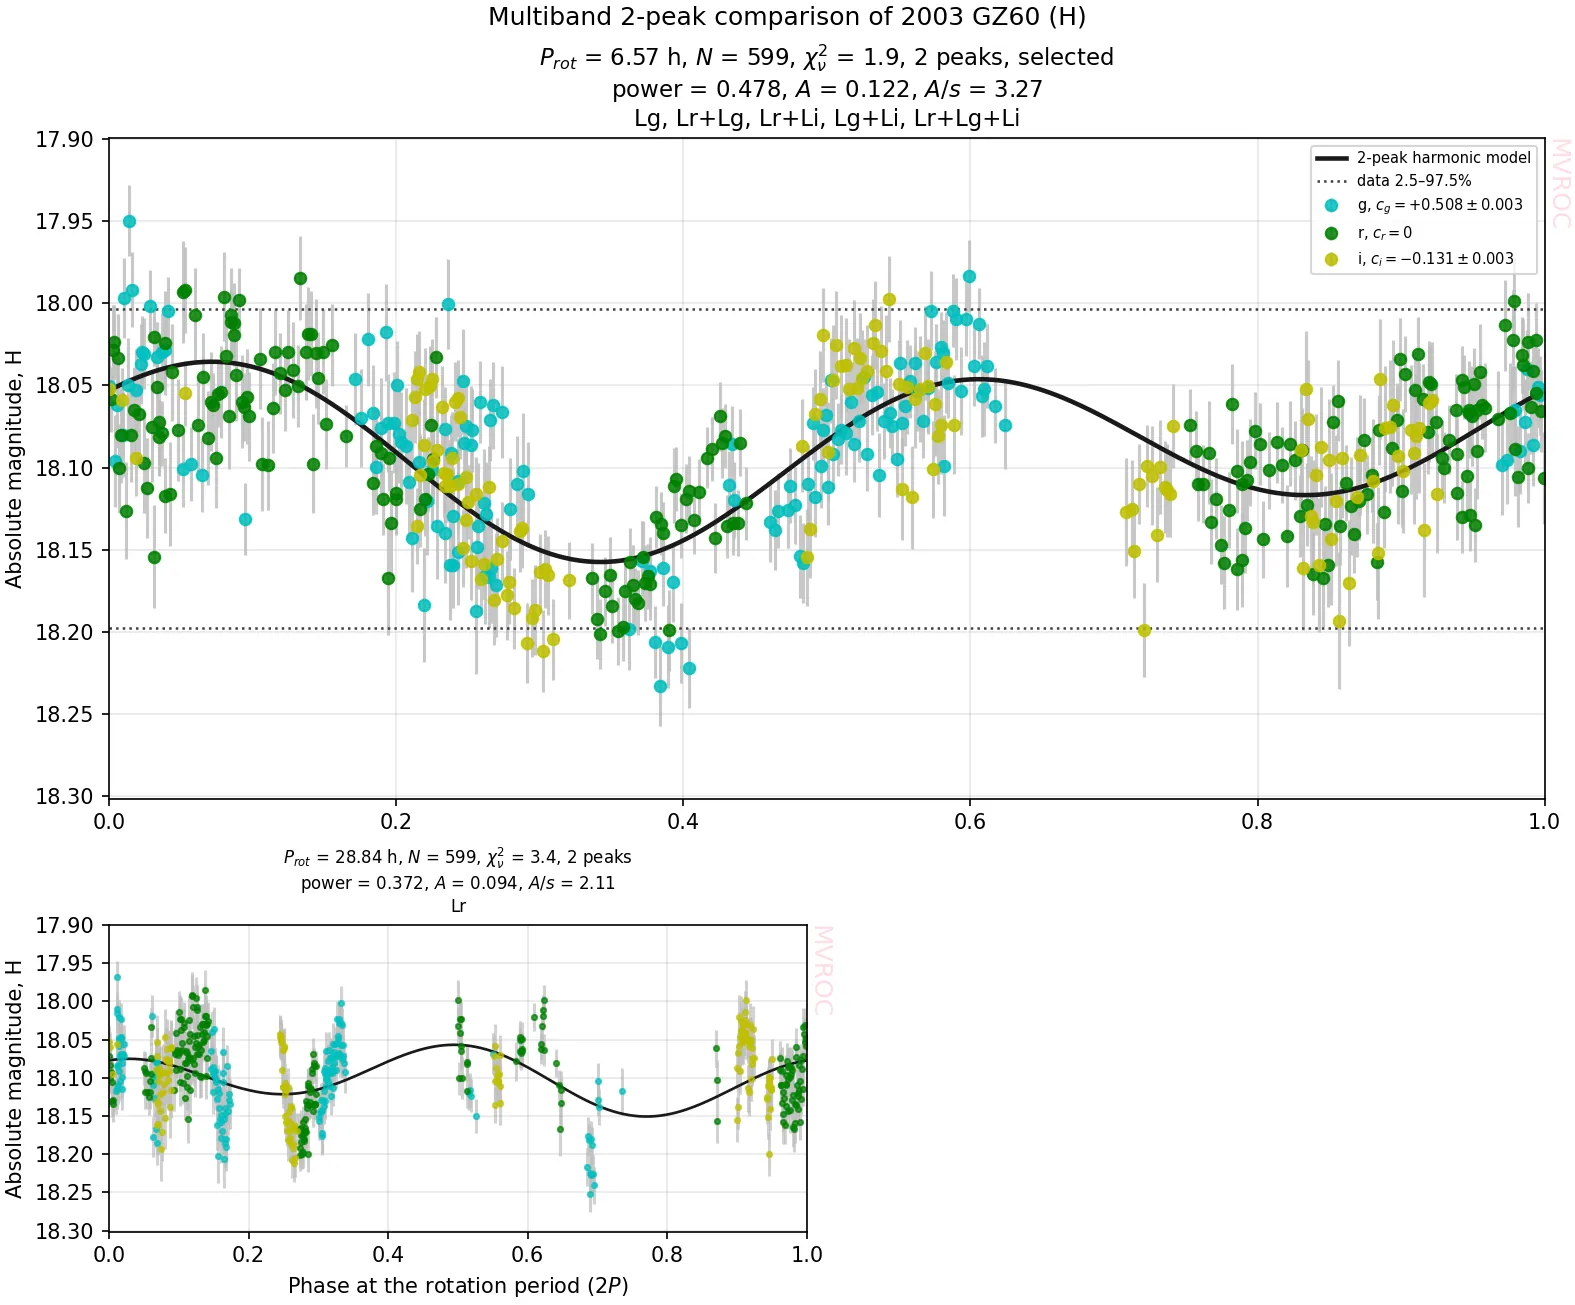 Multiband 2-peak comparison of 2003 GZ60 (H)
P_rot = 6.57 h, N = 599, χ²_ν = 1.9, 2 peaks, selected
power = 0.478, A = 0.122, A/s = 3.27
Lg, Lr+Lg, Lr+Li, Lg+Li, Lr+Lg+Li
MVROC
Absolute magnitude, H
17.90
17.95
18.00
18.05
18.10
18.15
18.20
18.25
18.30
2-peak harmonic model
data 2.5–97.5%
g, c_g = +0.508 ± 0.003
r, c_r = 0
i, c_i = −0.131 ± 0.003
0.0 0.2 0.4 0.6 0.8 1.0
P_rot = 28.84 h, N = 599, χ²_ν = 3.4, 2 peaks
power = 0.372, A = 0.094, A/s = 2.11
Lr
MVROC
Absolute magnitude, H
17.90
17.95
18.00
18.05
18.10
18.15
18.20
18.25
18.30
0.0 0.2 0.4 0.6 0.8 1.0
Phase at the rotation period (2P)